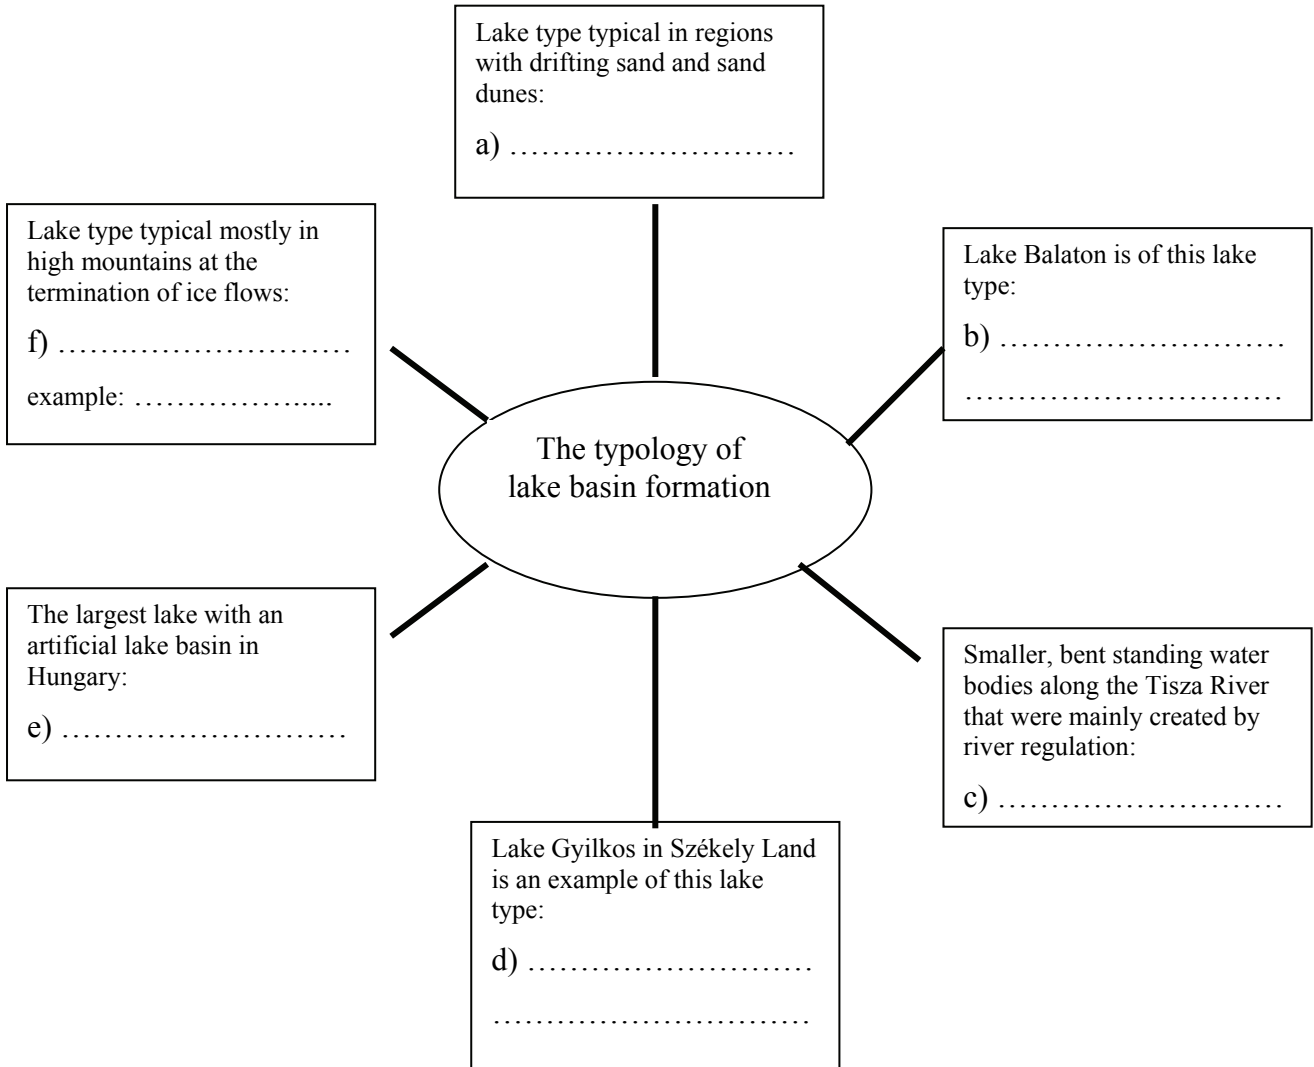 Lake type typical in regions
with drifting sand and sand
dunes:
a) ………………………
Lake type typical mostly in
high mountains at the
termination of ice flows:
f) …….…………………
example: …………….....
Lake Balaton is of this lake
type:
b) ………………………
…………………………
The typology of
lake basin formation
The largest lake with an
artificial lake basin in
Hungary:
e) ………………………
Smaller, bent standing water
bodies along the Tisza River
that were mainly created by
river regulation:
c) ………………………
Lake Gyilkos in Székely Land
is an example of this lake
type:
d) ………………………
…………………………